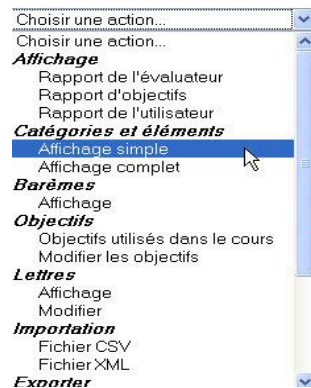 Choisir une action...
Choisir une action...
Affichage
Rapport de l'évaluateur
Rapport d'objectifs
Rapport de l'utilisateur
Catégories et éléments
Affichage simple
Affichage complet
Barèmes
Affichage
Objectifs
Objectifs utilisés dans le cours
Modifier les objectifs
Lettres
Affichage
Modifier
Importation
Fichier CSV
Fichier XML
Exporter